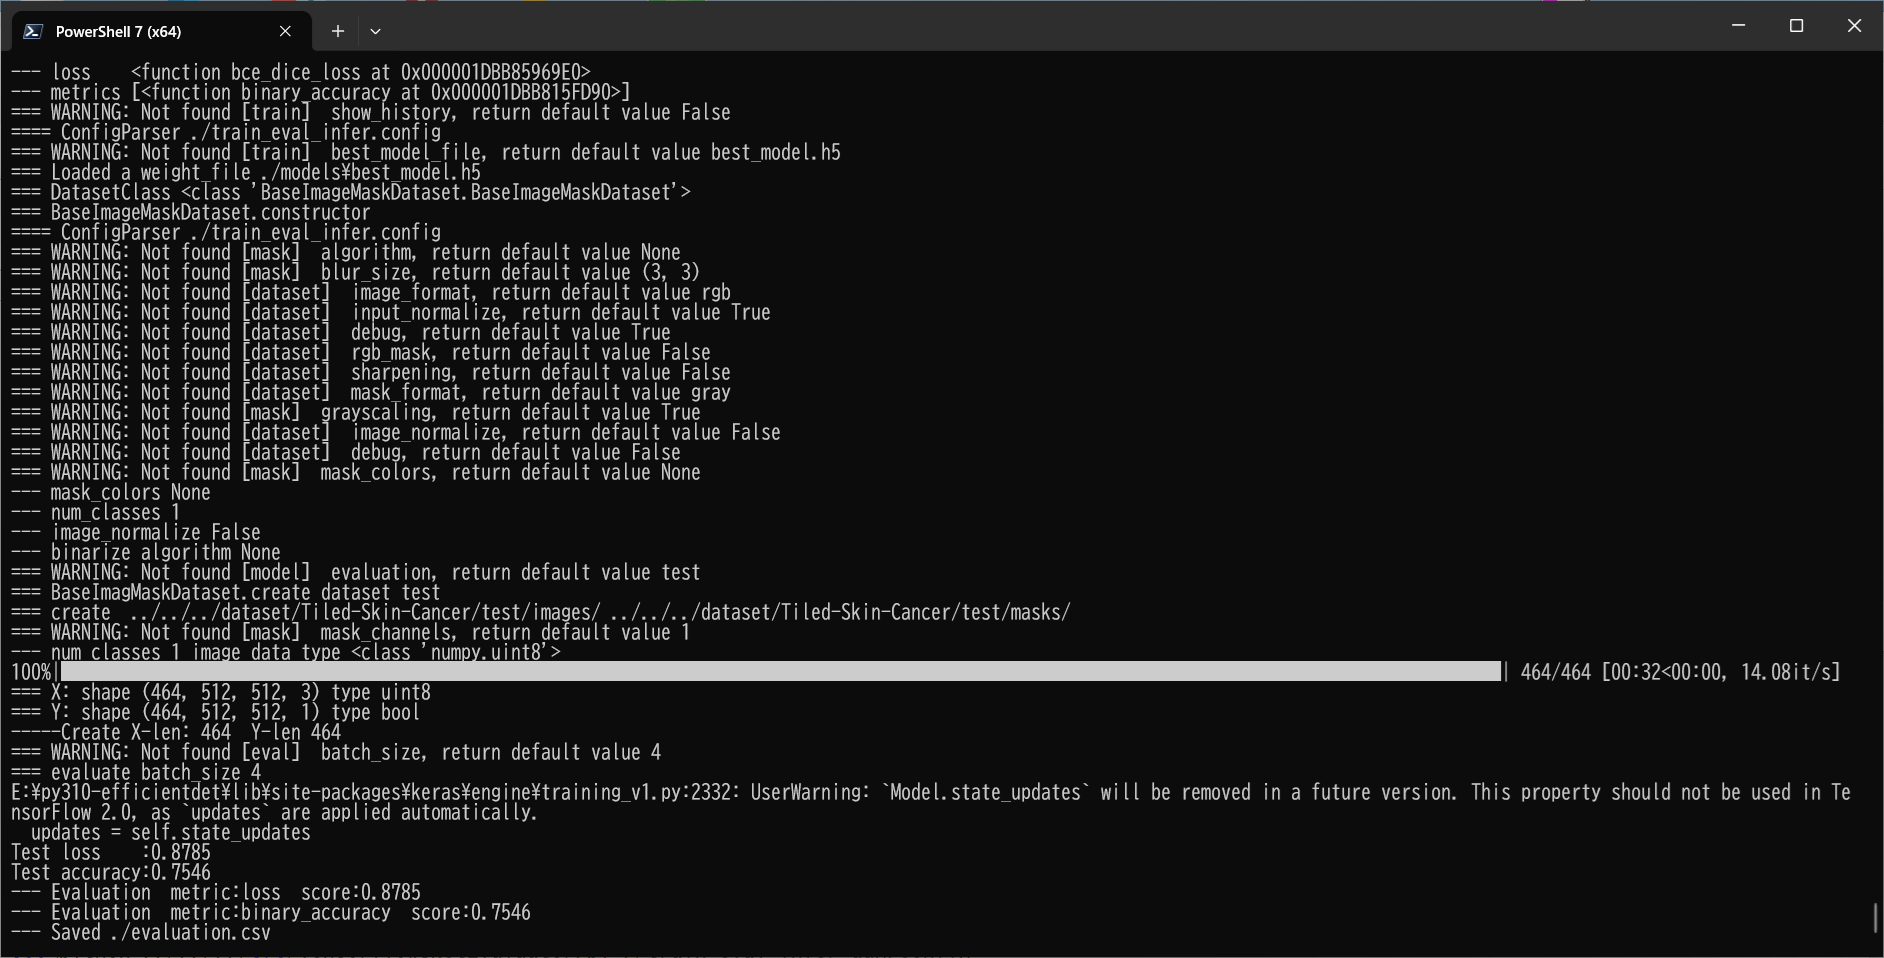 PowerShell 7 (x64)
--- loss    <function bce_dice_loss at 0x000001DBB85969E0>
--- metrics [<function binary_accuracy at 0x000001DBB815FD90>]
=== WARNING: Not found [train]  show_history, return default value False
==== ConfigParser ./train_eval_infer.config
=== WARNING: Not found [train]  best_model_file, return default value best_model.h5
=== Loaded a weight_file ./models¥best_model.h5
=== DatasetClass <class 'BaseImageMaskDataset.BaseImageMaskDataset'>
=== BaseImageMaskDataset.constructor
==== ConfigParser ./train_eval_infer.config
=== WARNING: Not found [mask]  algorithm, return default value None
=== WARNING: Not found [mask]  blur_size, return default value (3, 3)
=== WARNING: Not found [dataset]  image_format, return default value rgb
=== WARNING: Not found [dataset]  input_normalize, return default value True
=== WARNING: Not found [dataset]  debug, return default value True
=== WARNING: Not found [dataset]  rgb_mask, return default value False
=== WARNING: Not found [dataset]  sharpening, return default value False
=== WARNING: Not found [dataset]  mask_format, return default value gray
=== WARNING: Not found [mask]  grayscaling, return default value True
=== WARNING: Not found [dataset]  image_normalize, return default value False
=== WARNING: Not found [dataset]  debug, return default value False
=== WARNING: Not found [mask]  mask_colors, return default value None
--- mask_colors None
--- num_classes 1
--- image_normalize False
--- binarize algorithm None
=== WARNING: Not found [model]  evaluation, return default value test
=== BaseImagMaskDataset.create dataset test
=== create  ../../../dataset/Tiled-Skin-Cancer/test/images/ ../../../dataset/Tiled-Skin-Cancer/test/masks/
=== WARNING: Not found [mask]  mask_channels, return default value 1
--- num_classes 1 image data_type <class 'numpy.uint8'>
100%| | 464/464 [00:32<00:00, 14.08it/s]
=== X: shape (464, 512, 512, 3) type uint8
=== Y: shape (464, 512, 512, 1) type bool
-----Create X-len: 464  Y-len 464
=== WARNING: Not found [eval]  batch_size, return default value 4
=== evaluate batch_size 4
E:¥py310-efficientdet¥lib¥site-packages¥keras¥engine¥training_v1.py:2332: UserWarning: `Model.state_updates` will be removed in a future version. This property should not be used in Te
nsorFlow 2.0, as `updates` are applied automatically.
  updates = self.state_updates
Test loss    :0.8785
Test accuracy:0.7546
--- Evaluation  metric:loss  score:0.8785
--- Evaluation  metric:binary_accuracy  score:0.7546
--- Saved ./evaluation.csv